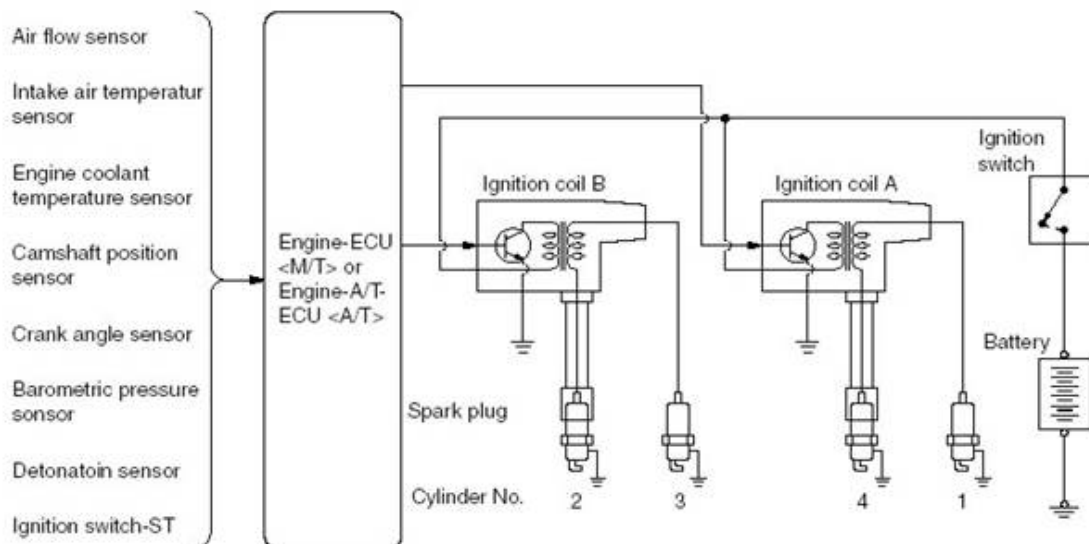 Air flow sensor
Intake air temperatur
sensor
Engine coolant
temperature sensor
Camshaft position
sensor
Crank angle sensor
Barometric pressure
sonsor
Detonatoin sensor
Ignition switch-ST
Engine-ECU
<M/T> or
Engine-A/T-
ECU <A/T>
Ignition coil B
Ignition coil A
Ignition
switch
Battery
Spark plug
Cylinder No.
2
3
4
1